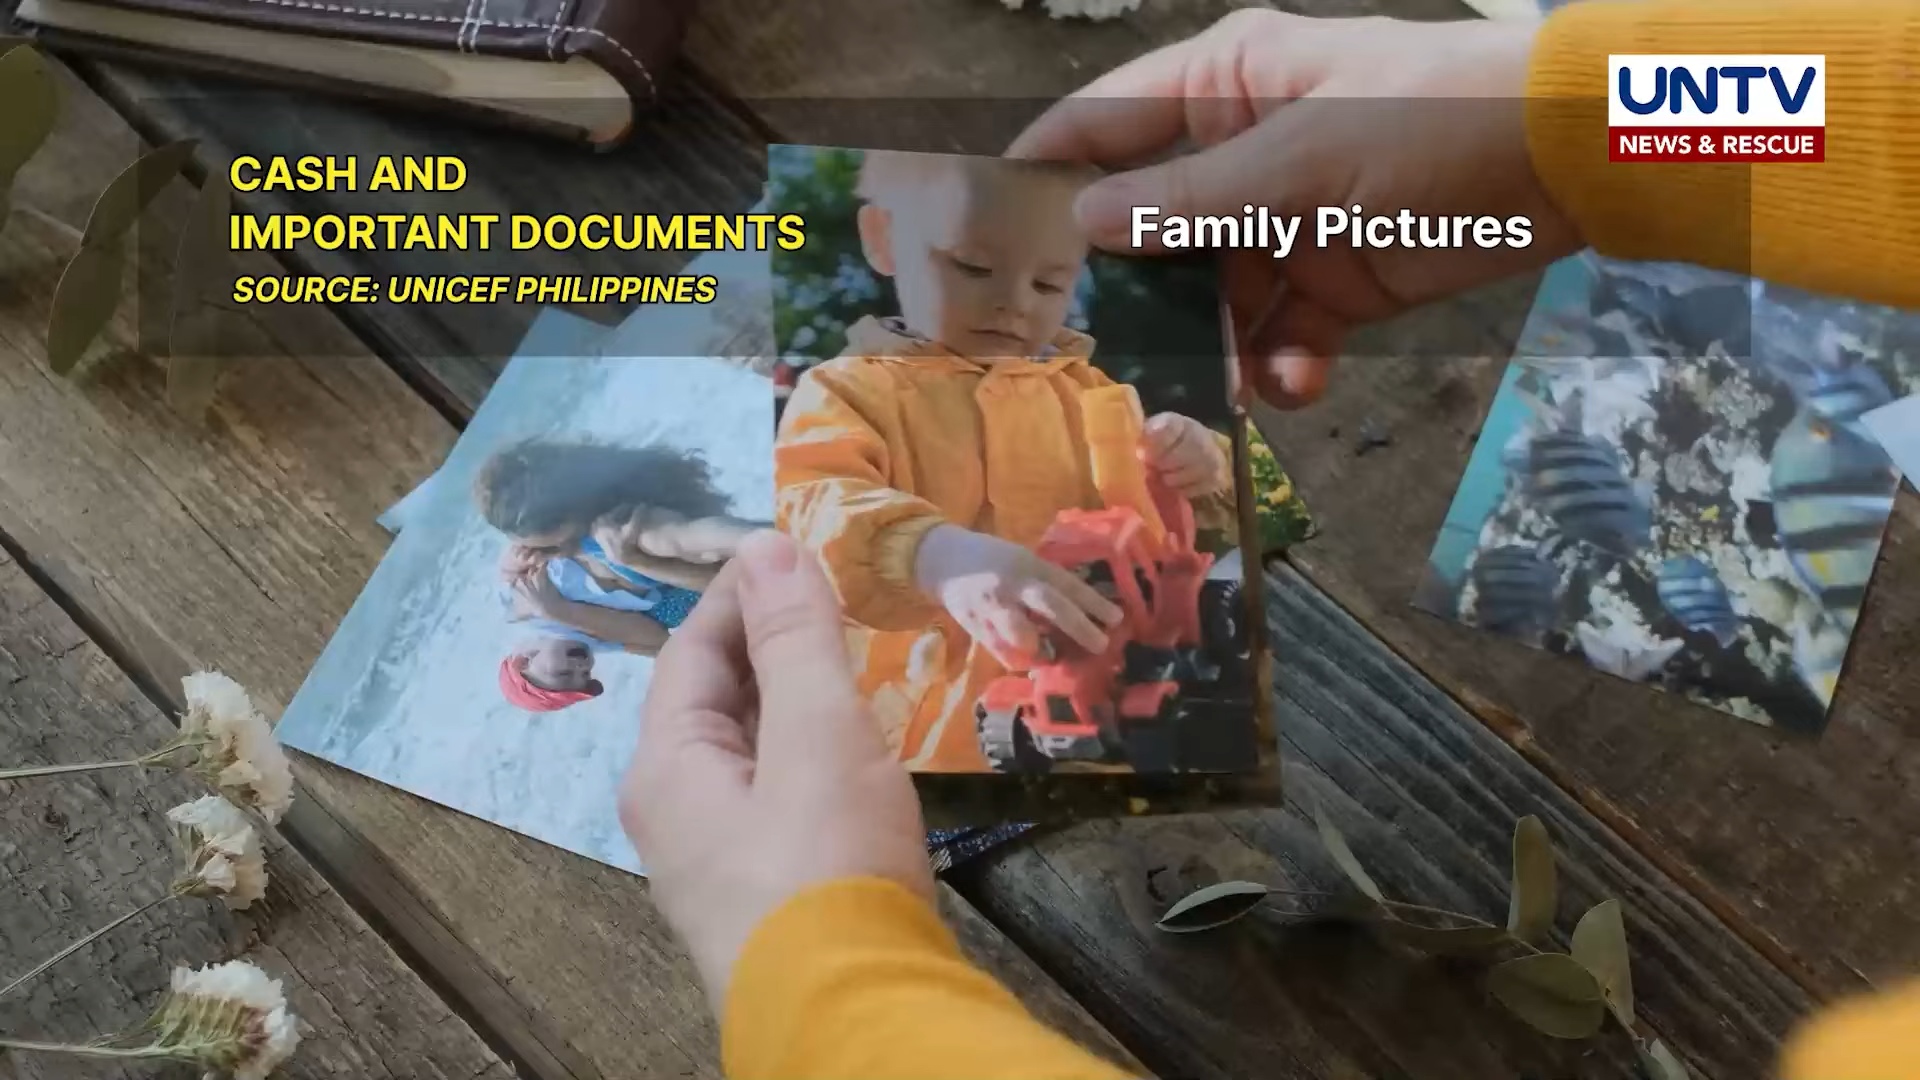 CASH AND
IMPORTANT DOCUMENTS
SOURCE: UNICEF PHILIPPINES
Family Pictures
UNTV
NEWS & RESCUE